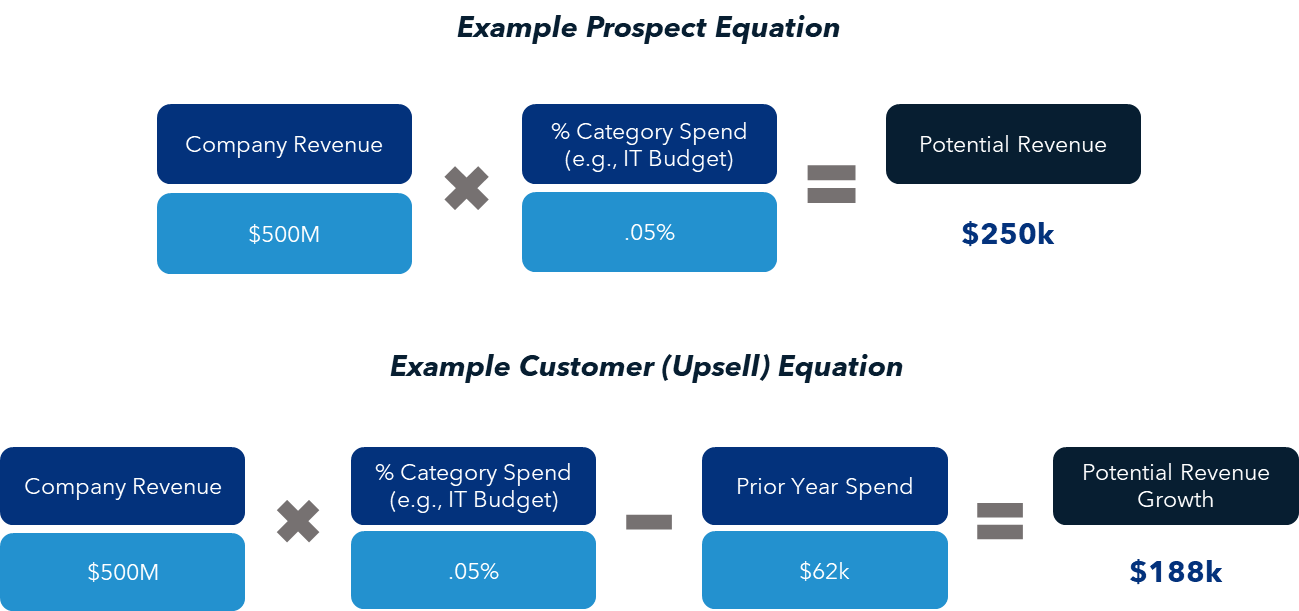 Example Prospect Equation
Company Revenue
% Category Spend
(e.g., IT Budget)
Potential Revenue
$500M
.05%
$250k
Example Customer (Upsell) Equation
Company Revenue
% Category Spend
(e.g., IT Budget)
Prior Year Spend
Potential Revenue
Growth
$500M
.05%
$62k
$188k